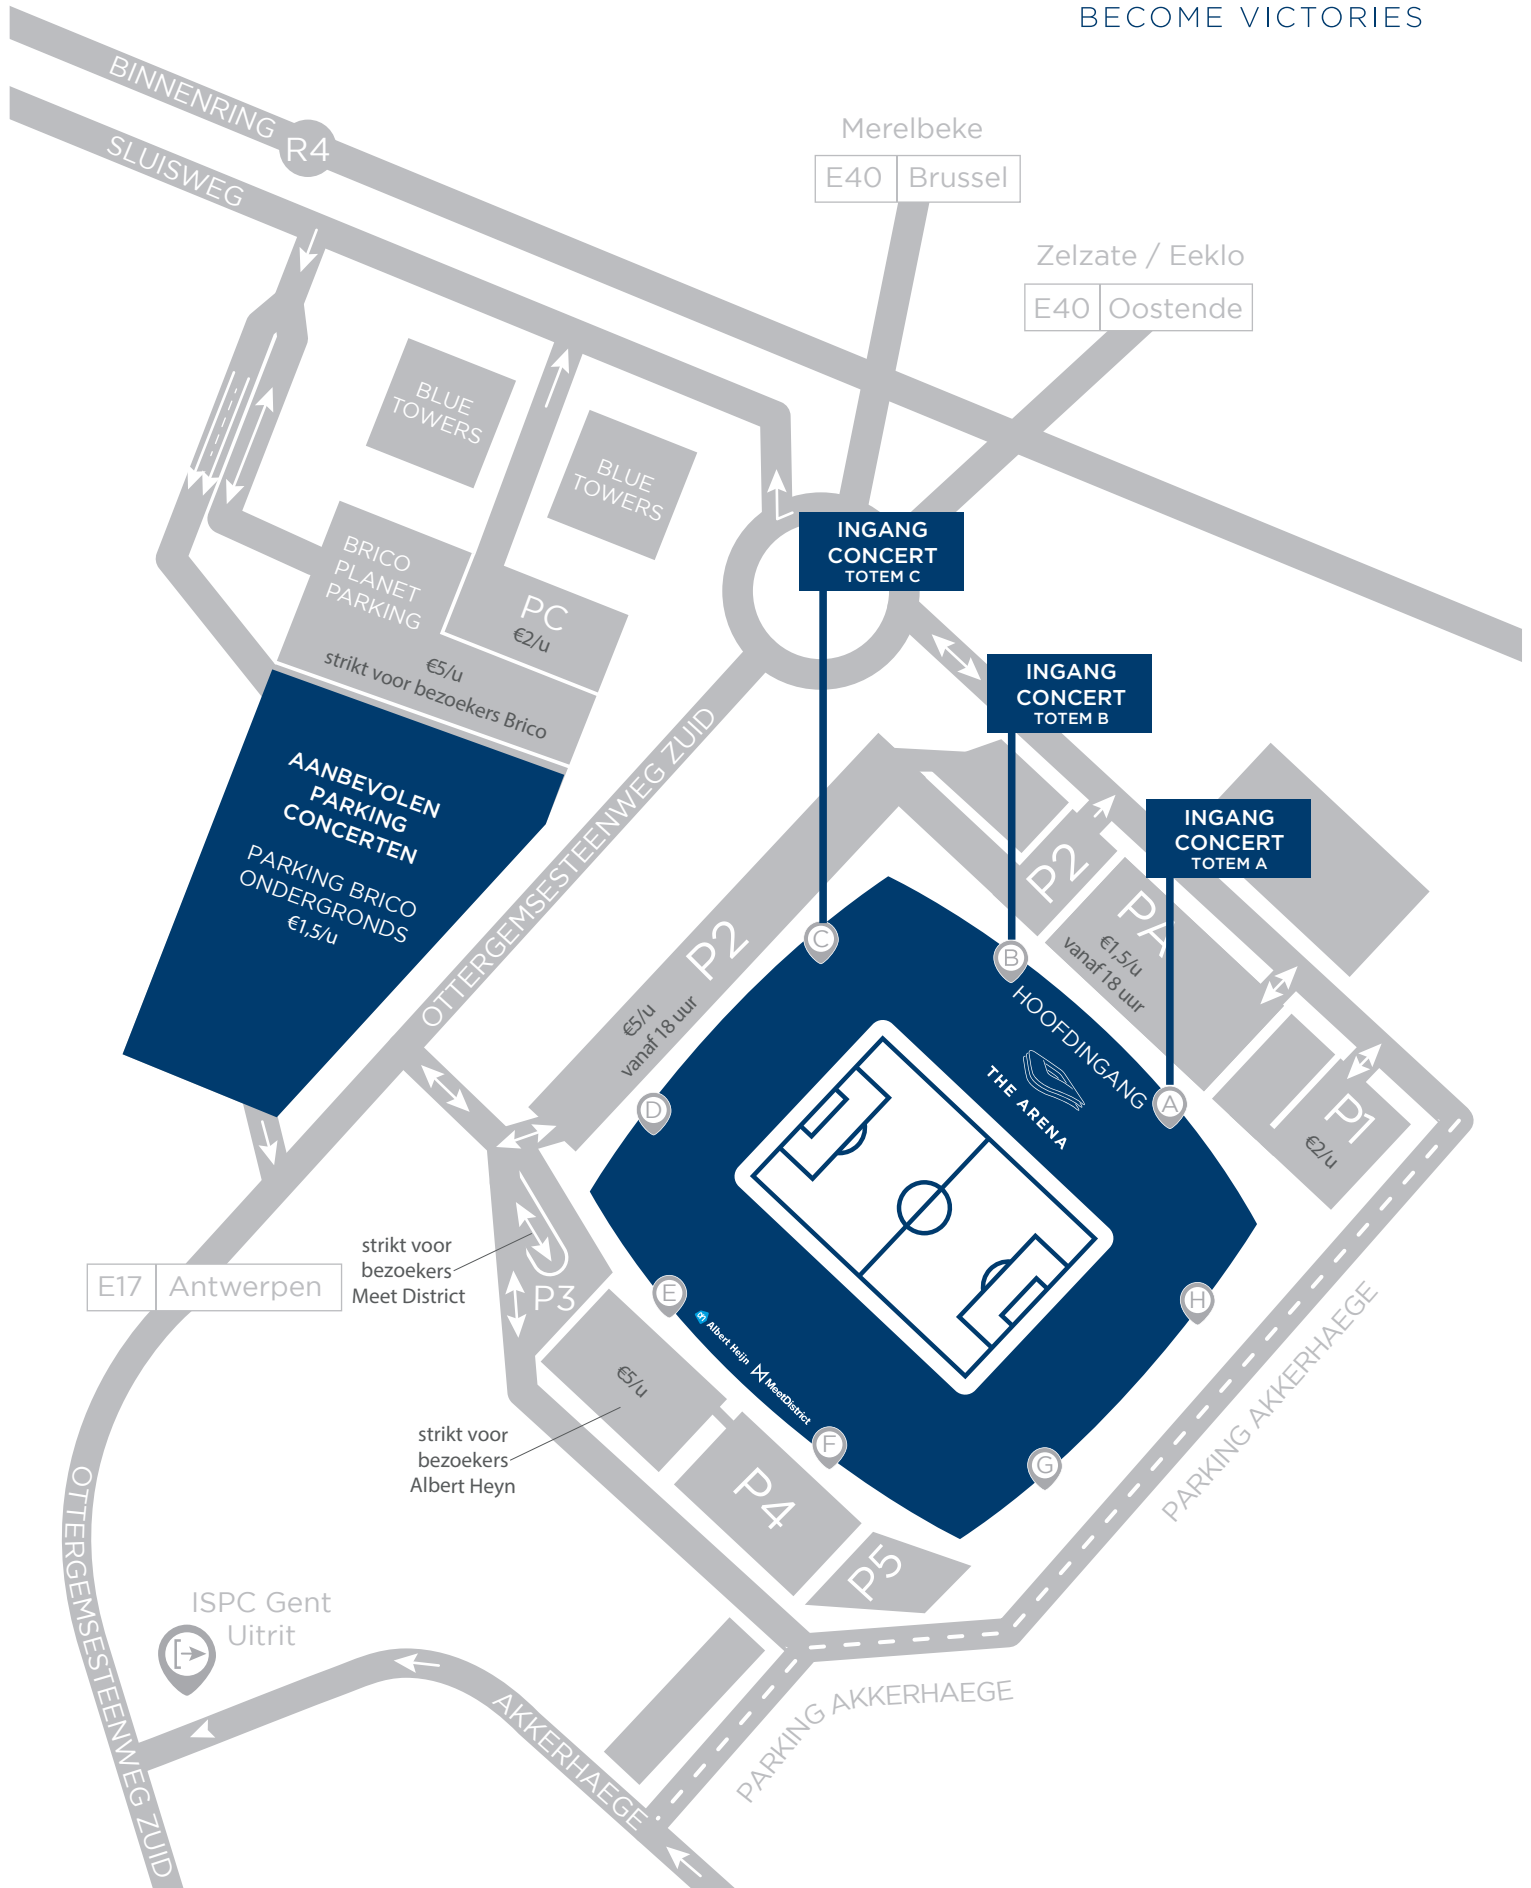 BECOME VICTORIES
BINNENRING
R4
SLUISWEG
Merelbeke
E40 Brussel
Zelzate / Eeklo
E40 Oostende
BLUE
TOWERS
BLUE
TOWERS
INGANG
CONCERT
TOTEM C
BRICO
PLANET
PARKING
PC
€2/u
€5/u
strikt voor bezoekers Brico
INGANG
CONCERT
TOTEM B
AANBEVOLEN
PARKING
CONCERTEN
PARKING BRICO
ONDERGRONDS
€1,5/u
OTTERGEMSESTEENWEG ZUID
INGANG
CONCERT
TOTEM A
P2
PA
€1,5/u
vanaf 18 uur
P2
€5/u
vanaf 18 uur
C
B
HOOFDINGANG
THE ARENA
A
D
P1
€2/u
strikt voor
bezoekers
Meet District
E17 Antwerpen
P3
E
H
Albert Heijn
MeetDistrict
€5/u
F
G
strikt voor
bezoekers
Albert Heyn
P4
P5
PARKING AKKERHAEGE
OTTERGEMSESTEENWEG ZUID
ISPC Gent
Uitrit
AKKERHAEGE
PARKING AKKERHAEGE